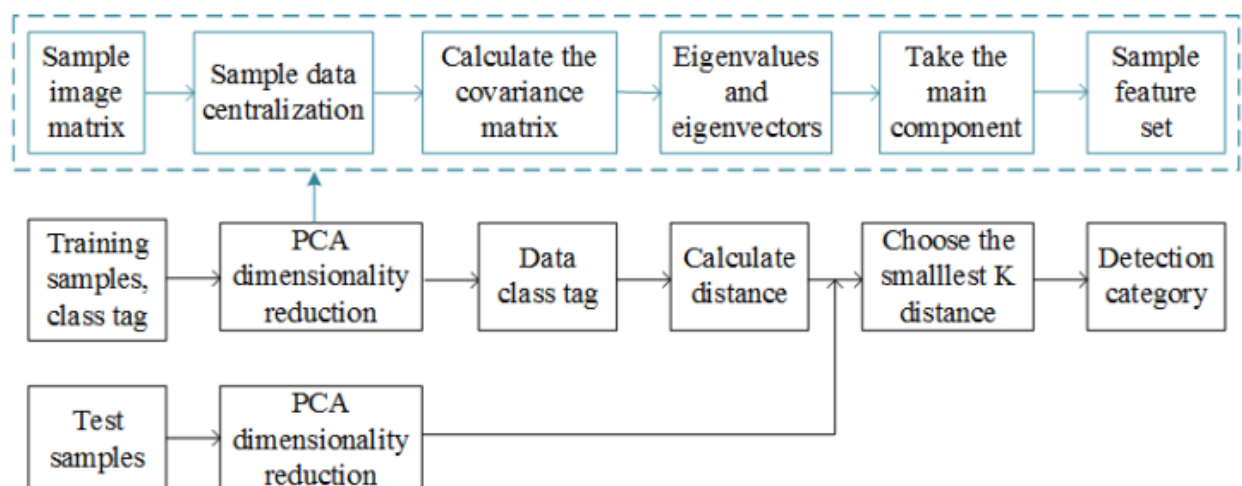 Sample
image
matrix
Sample data
centralization
Calculate the
covariance
matrix
Eigenvalues
and
eigenvectors
Take the
main
component
Sample
feature
set
Training
samples,
class tag
PCA
dimensionality
reduction
Data
class tag
Calculate
distance
Choose the
smalllest K
distance
Detection
category
Test
samples
PCA
dimensionality
reduction